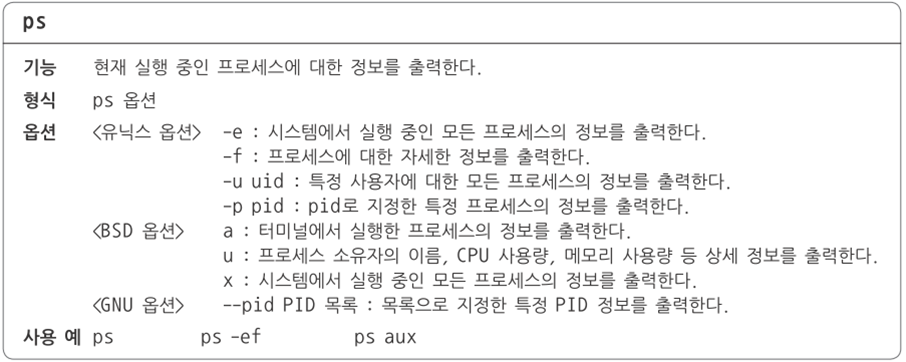 ps
기능 현재 실행 중인 프로세스에 대한 정보를 출력한다.
형식 ps 옵션
옵션 <유닉스 옵션> -e : 시스템에서 실행 중인 모든 프로세스의 정보를 출력한다.
-f : 프로세스에 대한 자세한 정보를 출력한다.
-u uid : 특정 사용자에 대한 모든 프로세스의 정보를 출력한다.
-p pid : pid로 지정한 특정 프로세스의 정보를 출력한다.
<BSD 옵션> a : 터미널에서 실행한 프로세스의 정보를 출력한다.
u : 프로세스 소유자의 이름, CPU 사용량, 메모리 사용량 등 상세 정보를 출력한다.
x : 시스템에서 실행 중인 모든 프로세스의 정보를 출력한다.
<GNU 옵션> --pid PID 목록 : 목록으로 지정한 특정 PID 정보를 출력한다.
사용 예 ps ps -ef ps aux